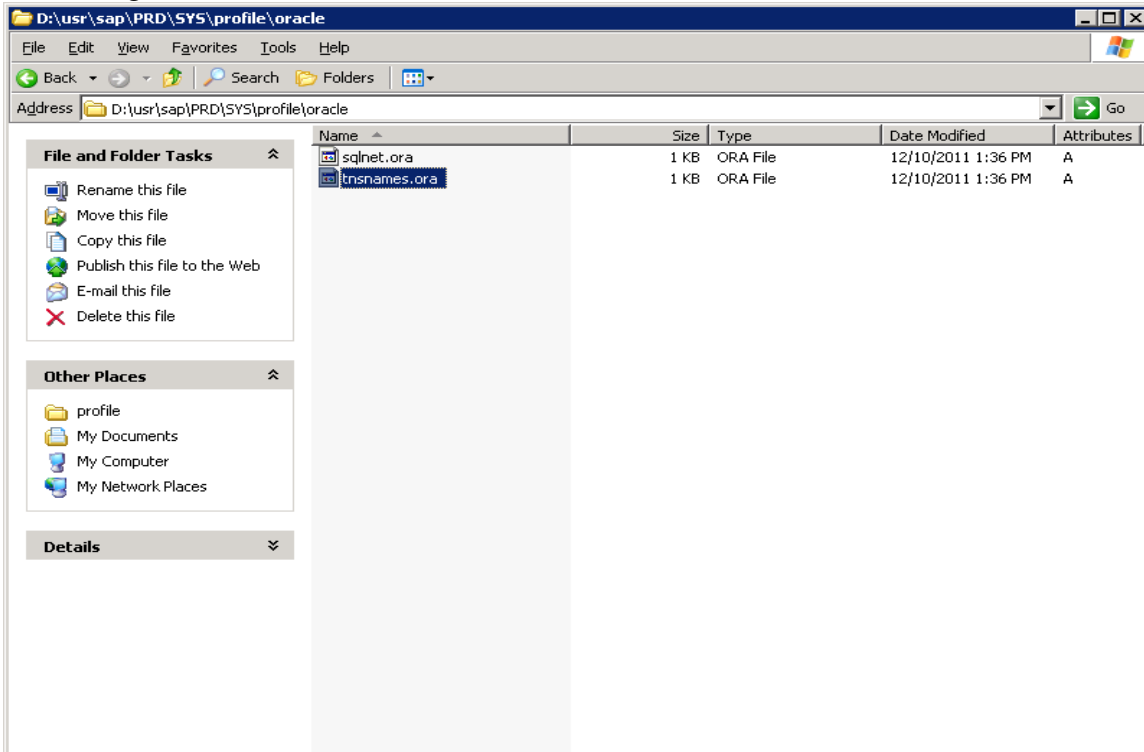 D:\usr\sap\PRD\SYS\profile\oracle
File Edit View Favorites Tools Help
Back Search Folders
Address D:\usr\sap\PRD\SYS\profile\oracle Go
File and Folder Tasks
Rename this file
Move this file
Copy this file
Publish this file to the Web
E-mail this file
Delete this file
Other Places
profile
My Documents
My Computer
My Network Places
Details
Name Size Type Date Modified Attributes
sqlnet.ora 1 KB ORA File 12/10/2011 1:36 PM A
tnsnames.ora 1 KB ORA File 12/10/2011 1:36 PM A